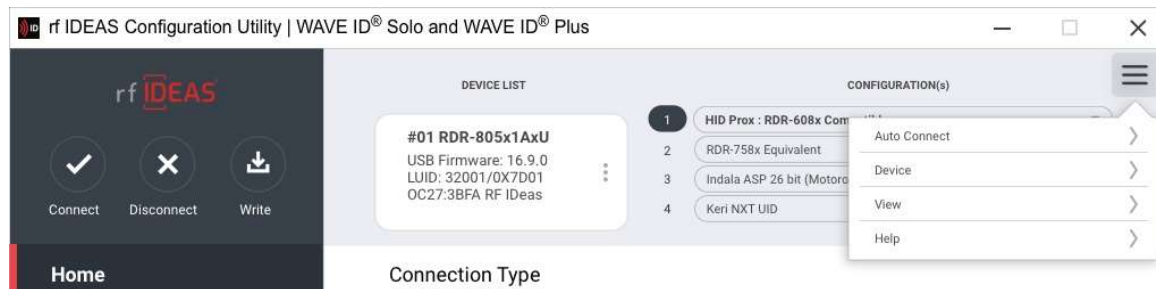 ID rf IDEAS Configuration Utility | WAVE ID® Solo and WAVE ID® Plus
rf IDEAS
Connect
Disconnect
Write
Home
DEVICE LIST
#01 RDR-805x1AxU
USB Firmware: 16.9.0
LUID: 32001/0X7D01
OC27:3BFA RF IDeas
CONFIGURATION(s)
1 HID Prox : RDR-608x
2 RDR-758x Equivalent
3 Indala ASP 26 bit
4 Keri NXT UID
Auto Connect
Device
View
Help
Connection Type